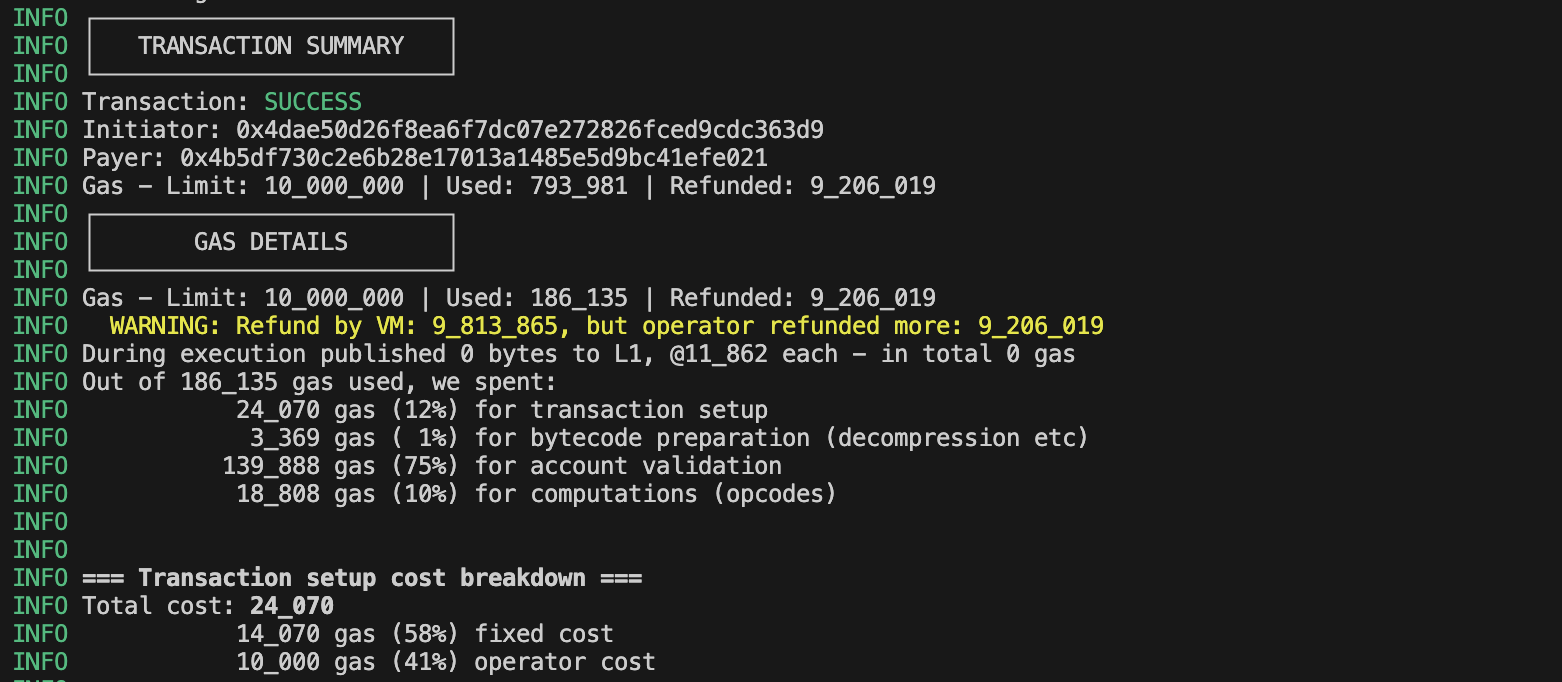 INFO
INFO TRANSACTION SUMMARY
INFO
INFO Transaction: SUCCESS
INFO Initiator: 0x4dae50d26f8ea6f7dc07e272826fced9cdc363d9
INFO Payer: 0x4b5df730c2e6b28e17013a1485e5d9bc41efe021
INFO Gas - Limit: 10_000_000 | Used: 793_981 | Refunded: 9_206_019
INFO
INFO GAS DETAILS
INFO
INFO Gas - Limit: 10_000_000 | Used: 186_135 | Refunded: 9_206_019
INFO WARNING: Refund by VM: 9_813_865, but operator refunded more: 9_206_019
INFO During execution published 0 bytes to L1, @11_862 each - in total 0 gas
INFO Out of 186_135 gas used, we spent:
INFO 24_070 gas (12%) for transaction setup
INFO 3_369 gas ( 1%) for bytecode preparation (decompression etc)
INFO 139_888 gas (75%) for account validation
INFO 18_808 gas (10%) for computations (opcodes)
INFO
INFO
INFO === Transaction setup cost breakdown ===
INFO Total cost: 24_070
INFO 14_070 gas (58%) fixed cost
INFO 10_000 gas (41%) operator cost